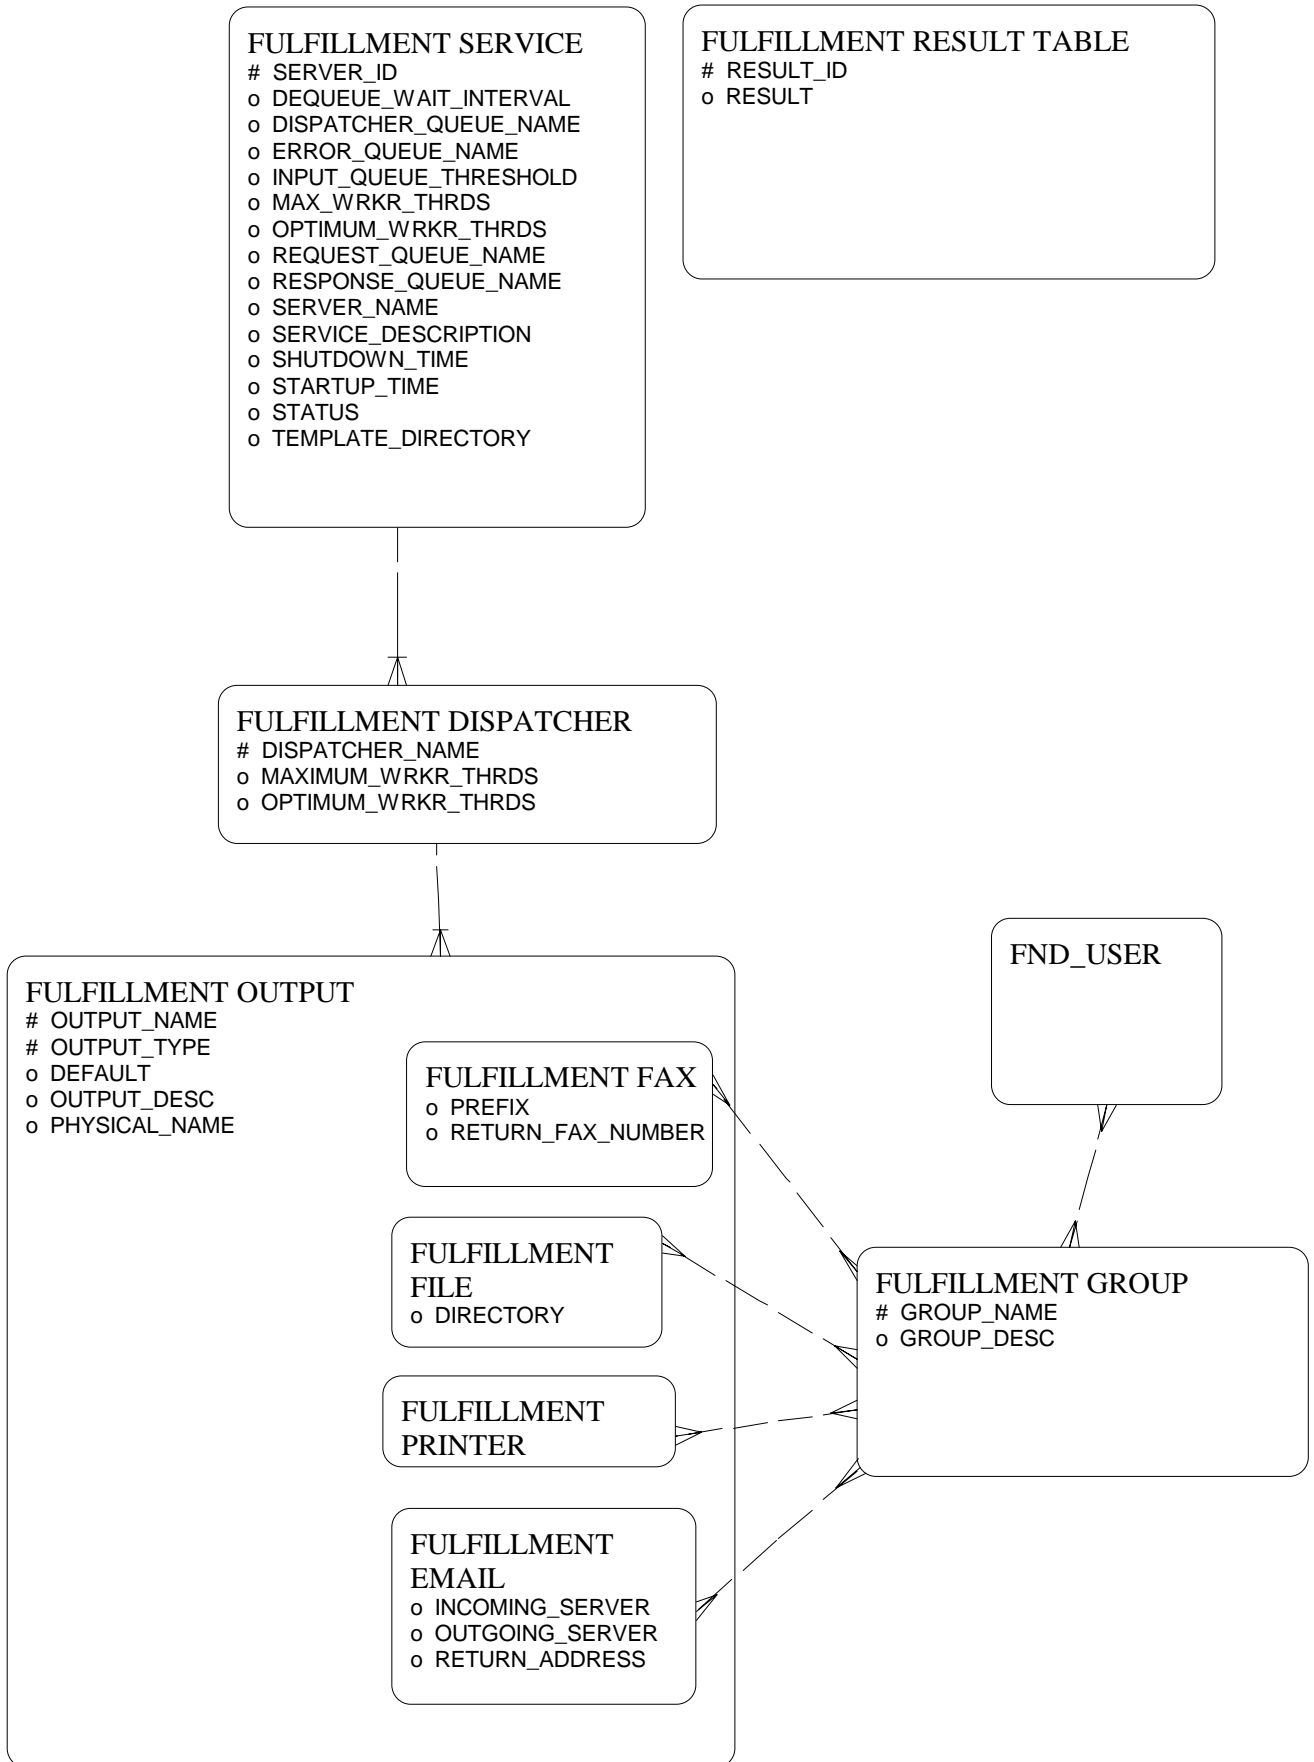 FULFILLMENT SERVICE
# SERVER_ID
o DEQUEUE_WAIT_INTERVAL
o DISPATCHER_QUEUE_NAME
o ERROR_QUEUE_NAME
o INPUT_QUEUE_THRESHOLD
o MAX_WRKR_THRDS
o OPTIMUM_WRKR_THRDS
o REQUEST_QUEUE_NAME
o RESPONSE_QUEUE_NAME
o SERVER_NAME
o SERVICE_DESCRIPTION
o SHUTDOWN_TIME
o STARTUP_TIME
o STATUS
o TEMPLATE_DIRECTORY
FULFILLMENT RESULT TABLE
# RESULT_ID
o RESULT
FULFILLMENT DISPATCHER
# DISPATCHER_NAME
o MAXIMUM_WRKR_THRDS
o OPTIMUM_WRKR_THRDS
FULFILLMENT OUTPUT
# OUTPUT_NAME
# OUTPUT_TYPE
o DEFAULT
o OUTPUT_DESC
o PHYSICAL_NAME
FULFILLMENT FAX
o PREFIX
o RETURN_FAX_NUMBER
FULFILLMENT
FILE
o DIRECTORY
FULFILLMENT
PRINTER
FULFILLMENT
EMAIL
o INCOMING_SERVER
o OUTGOING_SERVER
o RETURN_ADDRESS
FND_USER
FULFILLMENT GROUP
# GROUP_NAME
o GROUP_DESC